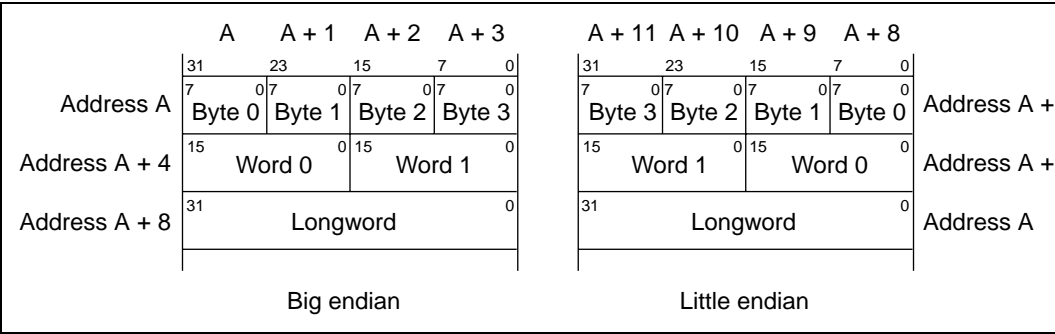 A A + 1 A + 2 A + 3 A + 11 A + 10 A + 9 A + 8
31 23 15 7 0 31 23 15 7 0
7 0 7 0 7 0 7 0 7 0 7 0 7 0 7 0
Address A Byte 0 Byte 1 Byte 2 Byte 3 Byte 3 Byte 2 Byte 1 Byte 0 Address A +
15 0 15 0 15 0 15 0
Address A + 4 Word 0 Word 1 Word 1 Word 0 Address A +
31 0 31 0
Address A + 8 Longword Longword Address A
Big endian Little endian